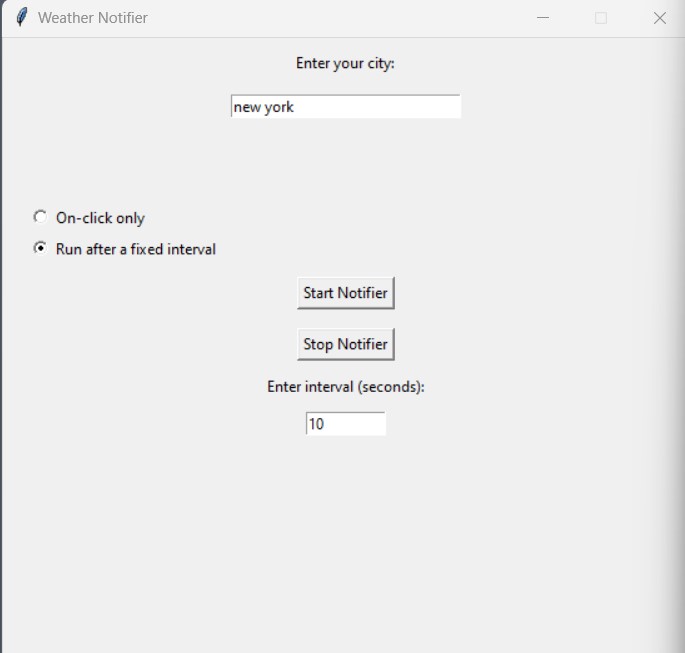 Weather Notifier
Enter your city:
new york
On-click only
Run after a fixed interval
Start Notifier
Stop Notifier
Enter interval (seconds):
10